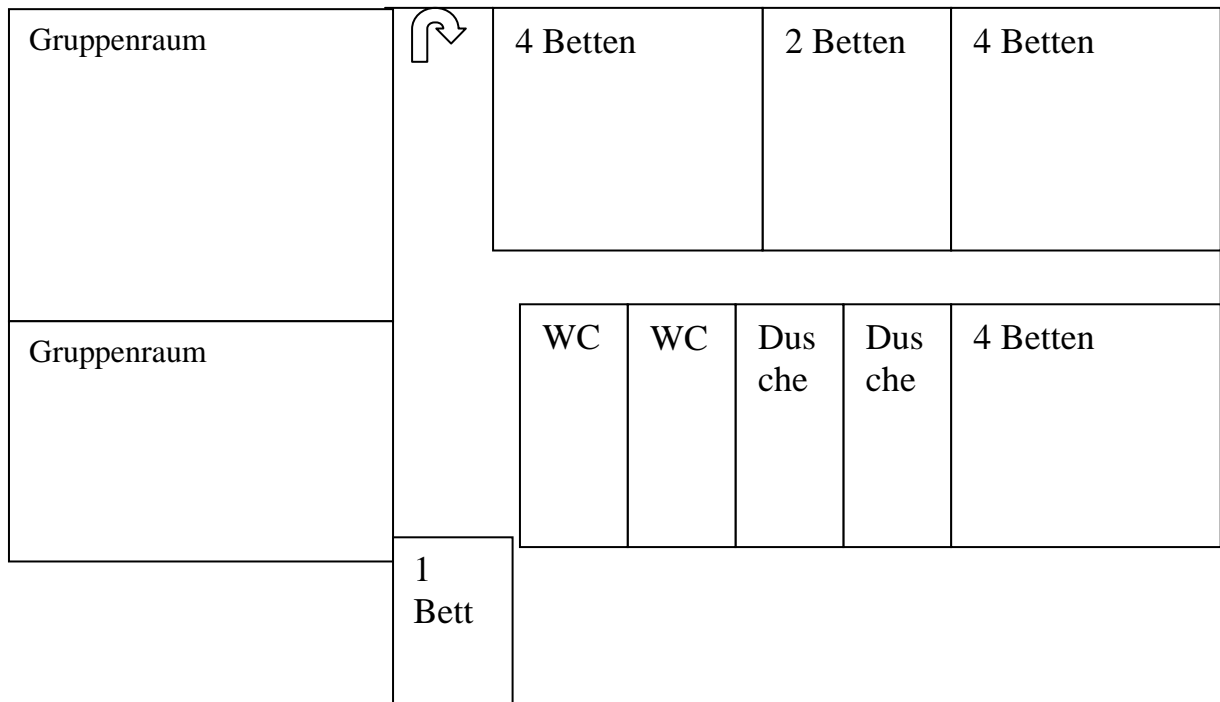 Gruppenraum
4 Betten
2 Betten
4 Betten
Gruppenraum
WC
WC
Dus
che
Dus
che
4 Betten
1
Bett